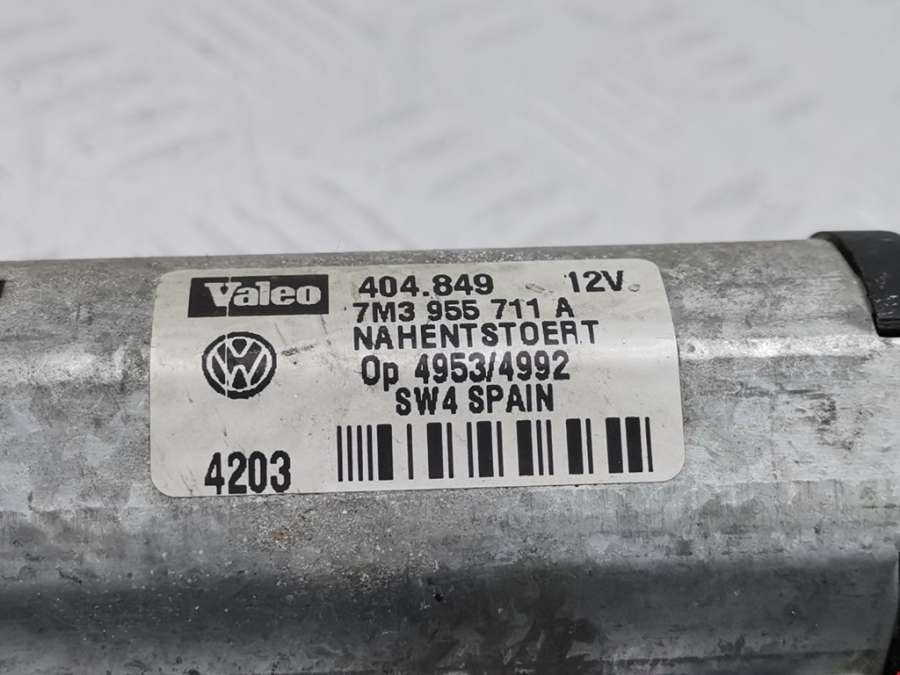 Valeo 404.849 12V.
7M3 955 711 A
NAHENTSTOERT
Op 4953/4992
SW4 SPAIN
4203